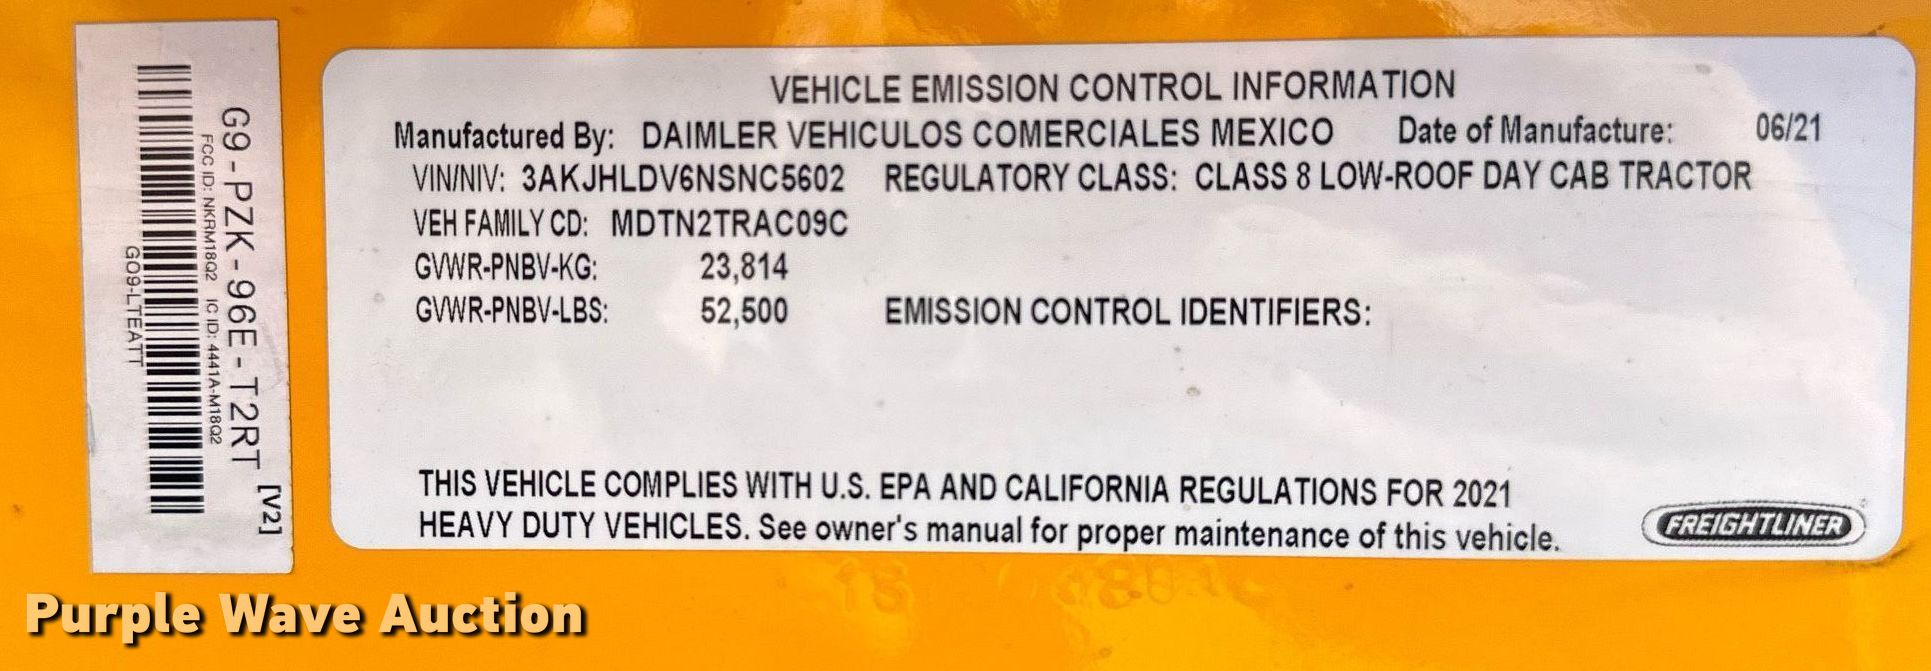 G9-PZK-96E-T2RT [V2]
FCC ID: NKRM18Q2 IC ID: 4441A-M18Q2
GO9-LTEATT
VEHICLE EMISSION CONTROL INFORMATION
Manufactured By: DAIMLER VEHICULOS COMERCIALES MEXICO Date of Manufacture: 06/21
VIN/NIV: 3AKJHLDV6NSNC5602 REGULATORY CLASS: CLASS 8 LOW-ROOF DAY CAB TRACTOR
VEH FAMILY CD: MDTN2TRAC09C
GVWR-PNBV-KG: 23,814
GVWR-PNBV-LBS: 52,500 EMISSION CONTROL IDENTIFIERS:
THIS VEHICLE COMPLIES WITH U.S. EPA AND CALIFORNIA REGULATIONS FOR 2021
HEAVY DUTY VEHICLES. See owner's manual for proper maintenance of this vehicle.
FREIGHTLINER
Purple Wave Auction